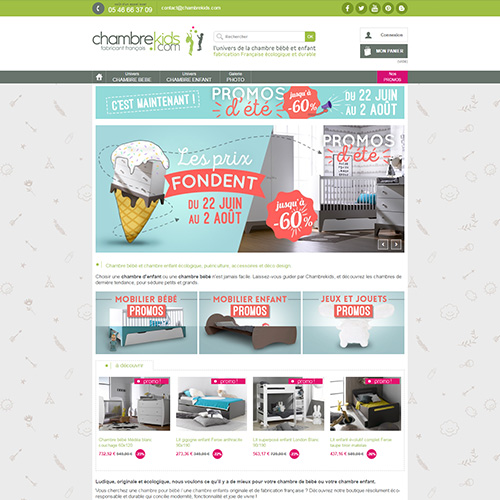 05 46 66 37 09
contact@chambrekids.com
chambrekids
.com
fabricant français
Rechercher
OK
l'univers de la chambre bébé et enfant
fabrication Française écologique et durable
Connexion
MON PANIER
Univers
CHAMBRE BEBE
Univers
CHAMBRE ENFANT
Galerie
PHOTO
Nos
PROMOS
C'EST MAINTENANT !
PROMOS
d'été
jusqu'à
-60%
DU 22 JUIN
AU 2 AOÛT
Les prix
FONDENT
DU 22 JUIN
AU 2 AOÛT
jusqu'à
-60%
PROMOS
d'été
Chambre bébé et chambre enfant écologique, puériculture, accessoires et déco design
Choisir une chambre d'enfant ou une chambre bébé n'est jamais facile. Laissez-vous guider par Chambrekids, et découvrez les chambres de
dernière tendance, pour séduire petits et grands.
MOBILIER BÉBÉ
PROMOS
MOBILIER ENFANT
PROMOS
JEUX ET JOUETS
PROMOS
à découvrir
promo !
promo !
promo !
promo !
Ludique, originale et écologique, nous voulons ce qu'il y a de mieux pour votre chambre de bébé ou votre chambre enfant.
Vous cherchez une chambre pour bébé / une chambre enfants originale et de fabrication française ? Découvrez notre boutique résolument éco-
responsable et durable qui concilie modernité, fonctionnalité et joie de vivre !